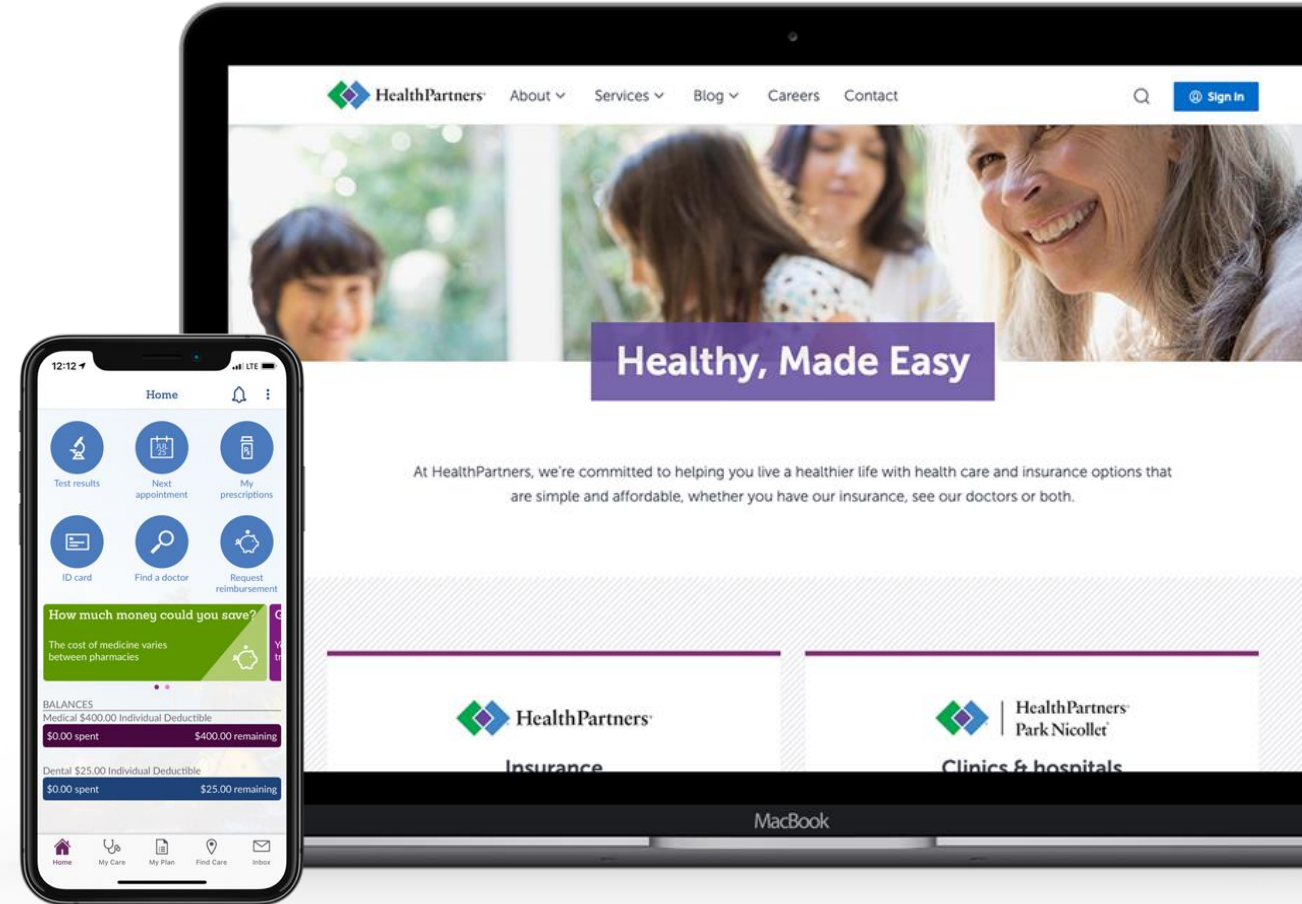 HealthPartners
About
Services
Blog
Careers
Contact
Sign In
Healthy, Made Easy
At HealthPartners, we're committed to helping you live a healthier life with health care and insurance options that
are simple and affordable, whether you have our insurance, see our doctors or both.
HealthPartners
Insurance
HealthPartners
Park Nicollet
Clinics & hospitals
MacBook
12:12
LTE
Home
JUL
25
Test results
Next
appointment
My
prescriptions
ID card
Find a doctor
Request
reimbursement
How much money could you save?
The cost of medicine varies
between pharmacies
BALANCES
Medical $400.00 Individual Deductible
$0.00 spent
$400.00 remaining
Dental $25.00 Individual Deductible
$0.00 spent
$25.00 remaining
Home
My Care
My Plan
Find Care
Inbox